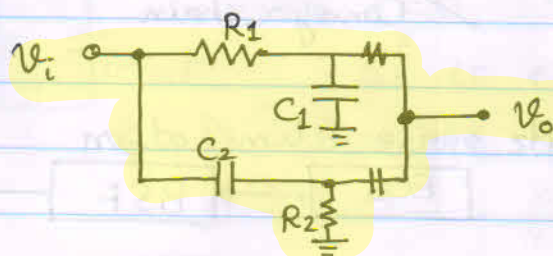 R₁
𝑣ᵢ
C₁
𝑣ₒ
C₂
R₂